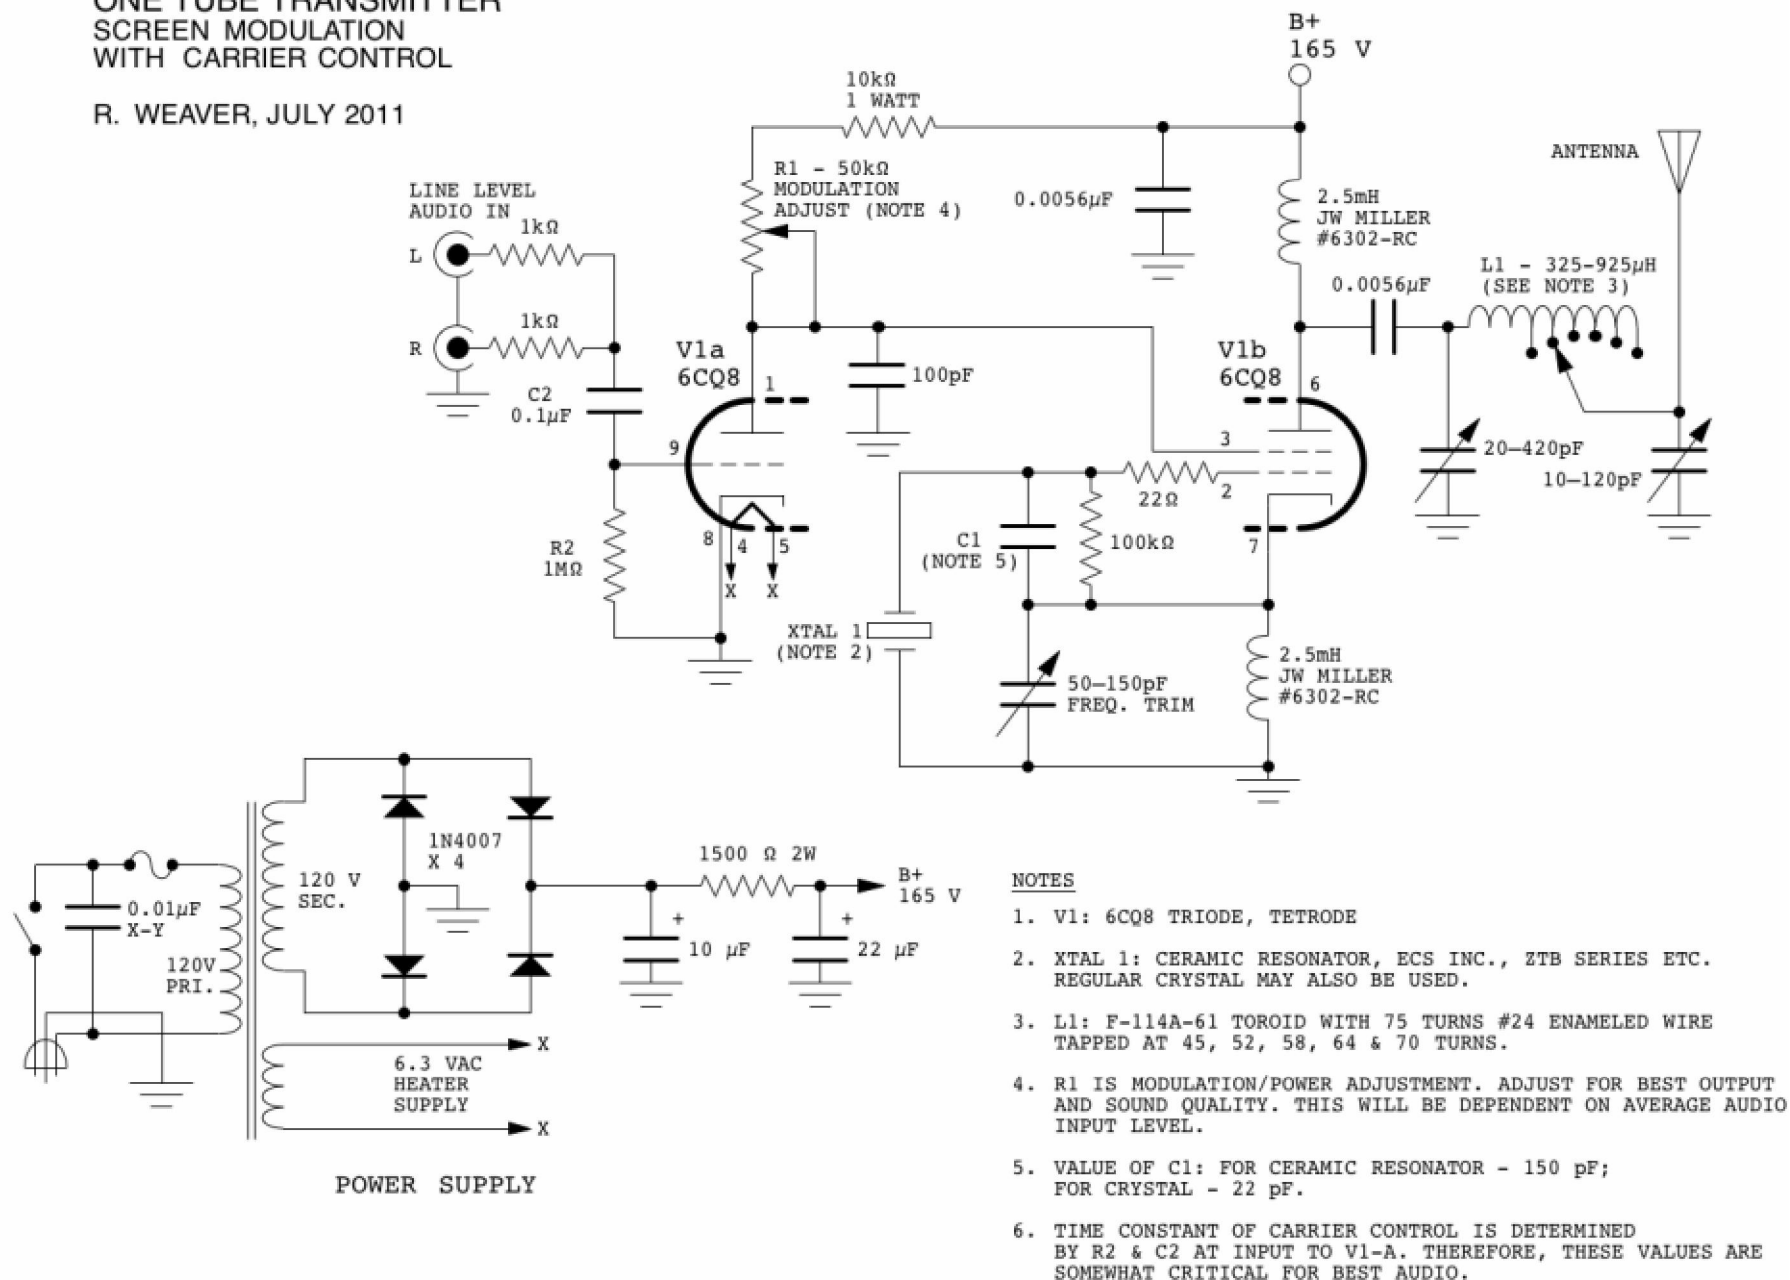 ONE TUBE TRANSMITTER
SCREEN MODULATION
WITH CARRIER CONTROL
R. WEAVER, JULY 2011
B+
165 V
10kΩ
1 WATT
R1 - 50kΩ
MODULATION
ADJUST (NOTE 4)
0.0056µF
2.5mH
JW MILLER
#6302-RC
ANTENNA
LINE LEVEL
AUDIO IN
1kΩ
L
1kΩ
R
C2
0.1µF
V1a
6CQ8
1
9
8
4
5
X
X
R2
1MΩ
100pF
0.0056µF
L1 - 325-925µH
(SEE NOTE 3)
V1b
6CQ8
6
3
2
7
22Ω
20–420pF
10–120pF
C1
(NOTE 5)
100kΩ
XTAL 1
(NOTE 2)
50–150pF
FREQ. TRIM
2.5mH
JW MILLER
#6302-RC
0.01µF
X-Y
120V
PRI.
120 V
SEC.
1N4007
X 4
1500 Ω 2W
B+
165 V
+
10 µF
+
22 µF
X
6.3 VAC
HEATER
SUPPLY
X
POWER SUPPLY
NOTES
1. V1: 6CQ8 TRIODE, TETRODE
2. XTAL 1: CERAMIC RESONATOR, ECS INC., ZTB SERIES ETC.
REGULAR CRYSTAL MAY ALSO BE USED.
3. L1: F-114A-61 TOROID WITH 75 TURNS #24 ENAMELED WIRE
TAPPED AT 45, 52, 58, 64 & 70 TURNS.
4. R1 IS MODULATION/POWER ADJUSTMENT. ADJUST FOR BEST OUTPUT
AND SOUND QUALITY. THIS WILL BE DEPENDENT ON AVERAGE AUDIO
INPUT LEVEL.
5. VALUE OF C1: FOR CERAMIC RESONATOR - 150 pF;
FOR CRYSTAL - 22 pF.
6. TIME CONSTANT OF CARRIER CONTROL IS DETERMINED
BY R2 & C2 AT INPUT TO V1-A. THEREFORE, THESE VALUES ARE
SOMEWHAT CRITICAL FOR BEST AUDIO.